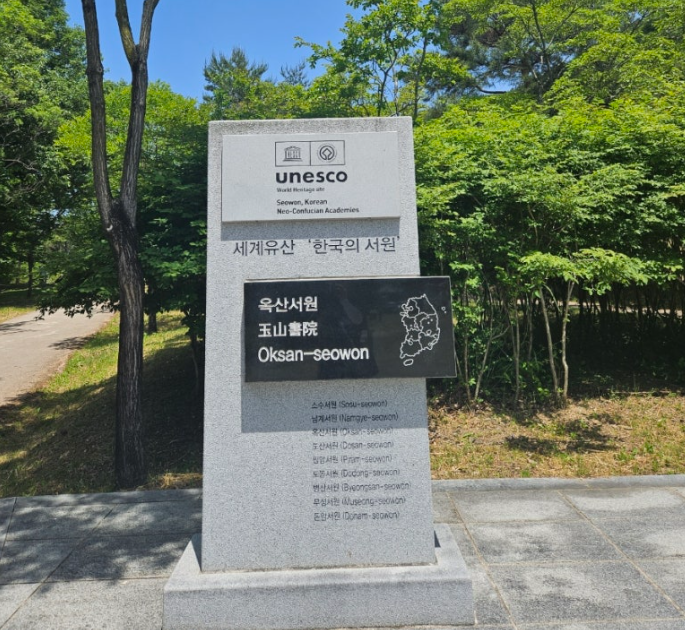 unesco
World Heritage site
Seowon, Korean
Neo-Confucian Academies
세계유산 '한국의 서원'
옥산서원
玉山書院
Oksan-seowon
소수서원 (Sosu-seowon)
남계서원 (Namgye-seowon)
옥산서원 (Oksan-seowon)
도산서원 (Dosan-seowon)
필암서원 (Piram-seowon)
도동서원 (Dodong-seowon)
병산서원 (Byeongsan-seowon)
무성서원 (Museong-seowon)
돈암서원 (Donam-seowon)